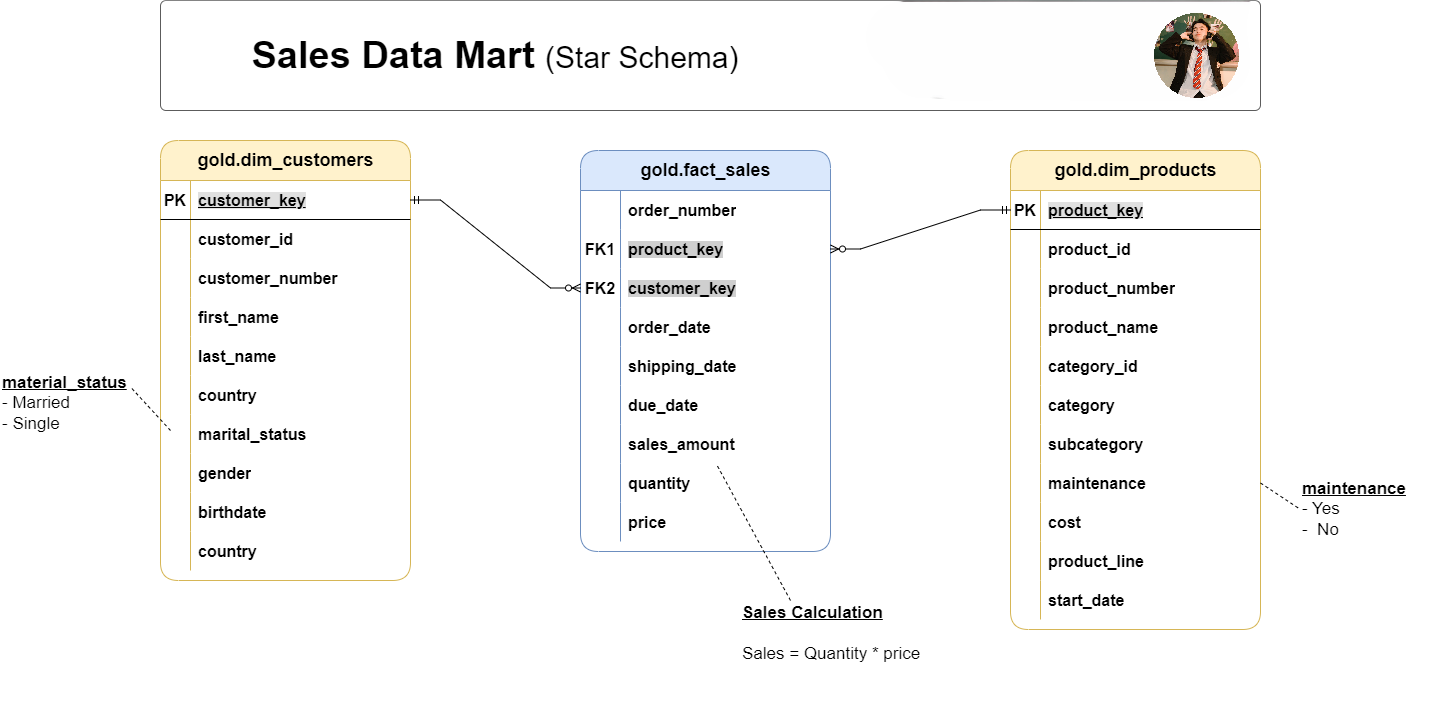 Sales Data Mart (Star Schema)
gold.dim_customers
PK customer_key
customer_id
customer_number
first_name
last_name
country
marital_status
gender
birthdate
country
material_status
- Married
- Single
gold.fact_sales
order_number
FK1 product_key
FK2 customer_key
order_date
shipping_date
due_date
sales_amount
quantity
price
Sales Calculation
Sales = Quantity * price
gold.dim_products
PK product_key
product_id
product_number
product_name
category_id
category
subcategory
maintenance
cost
product_line
start_date
maintenance
- Yes
- No